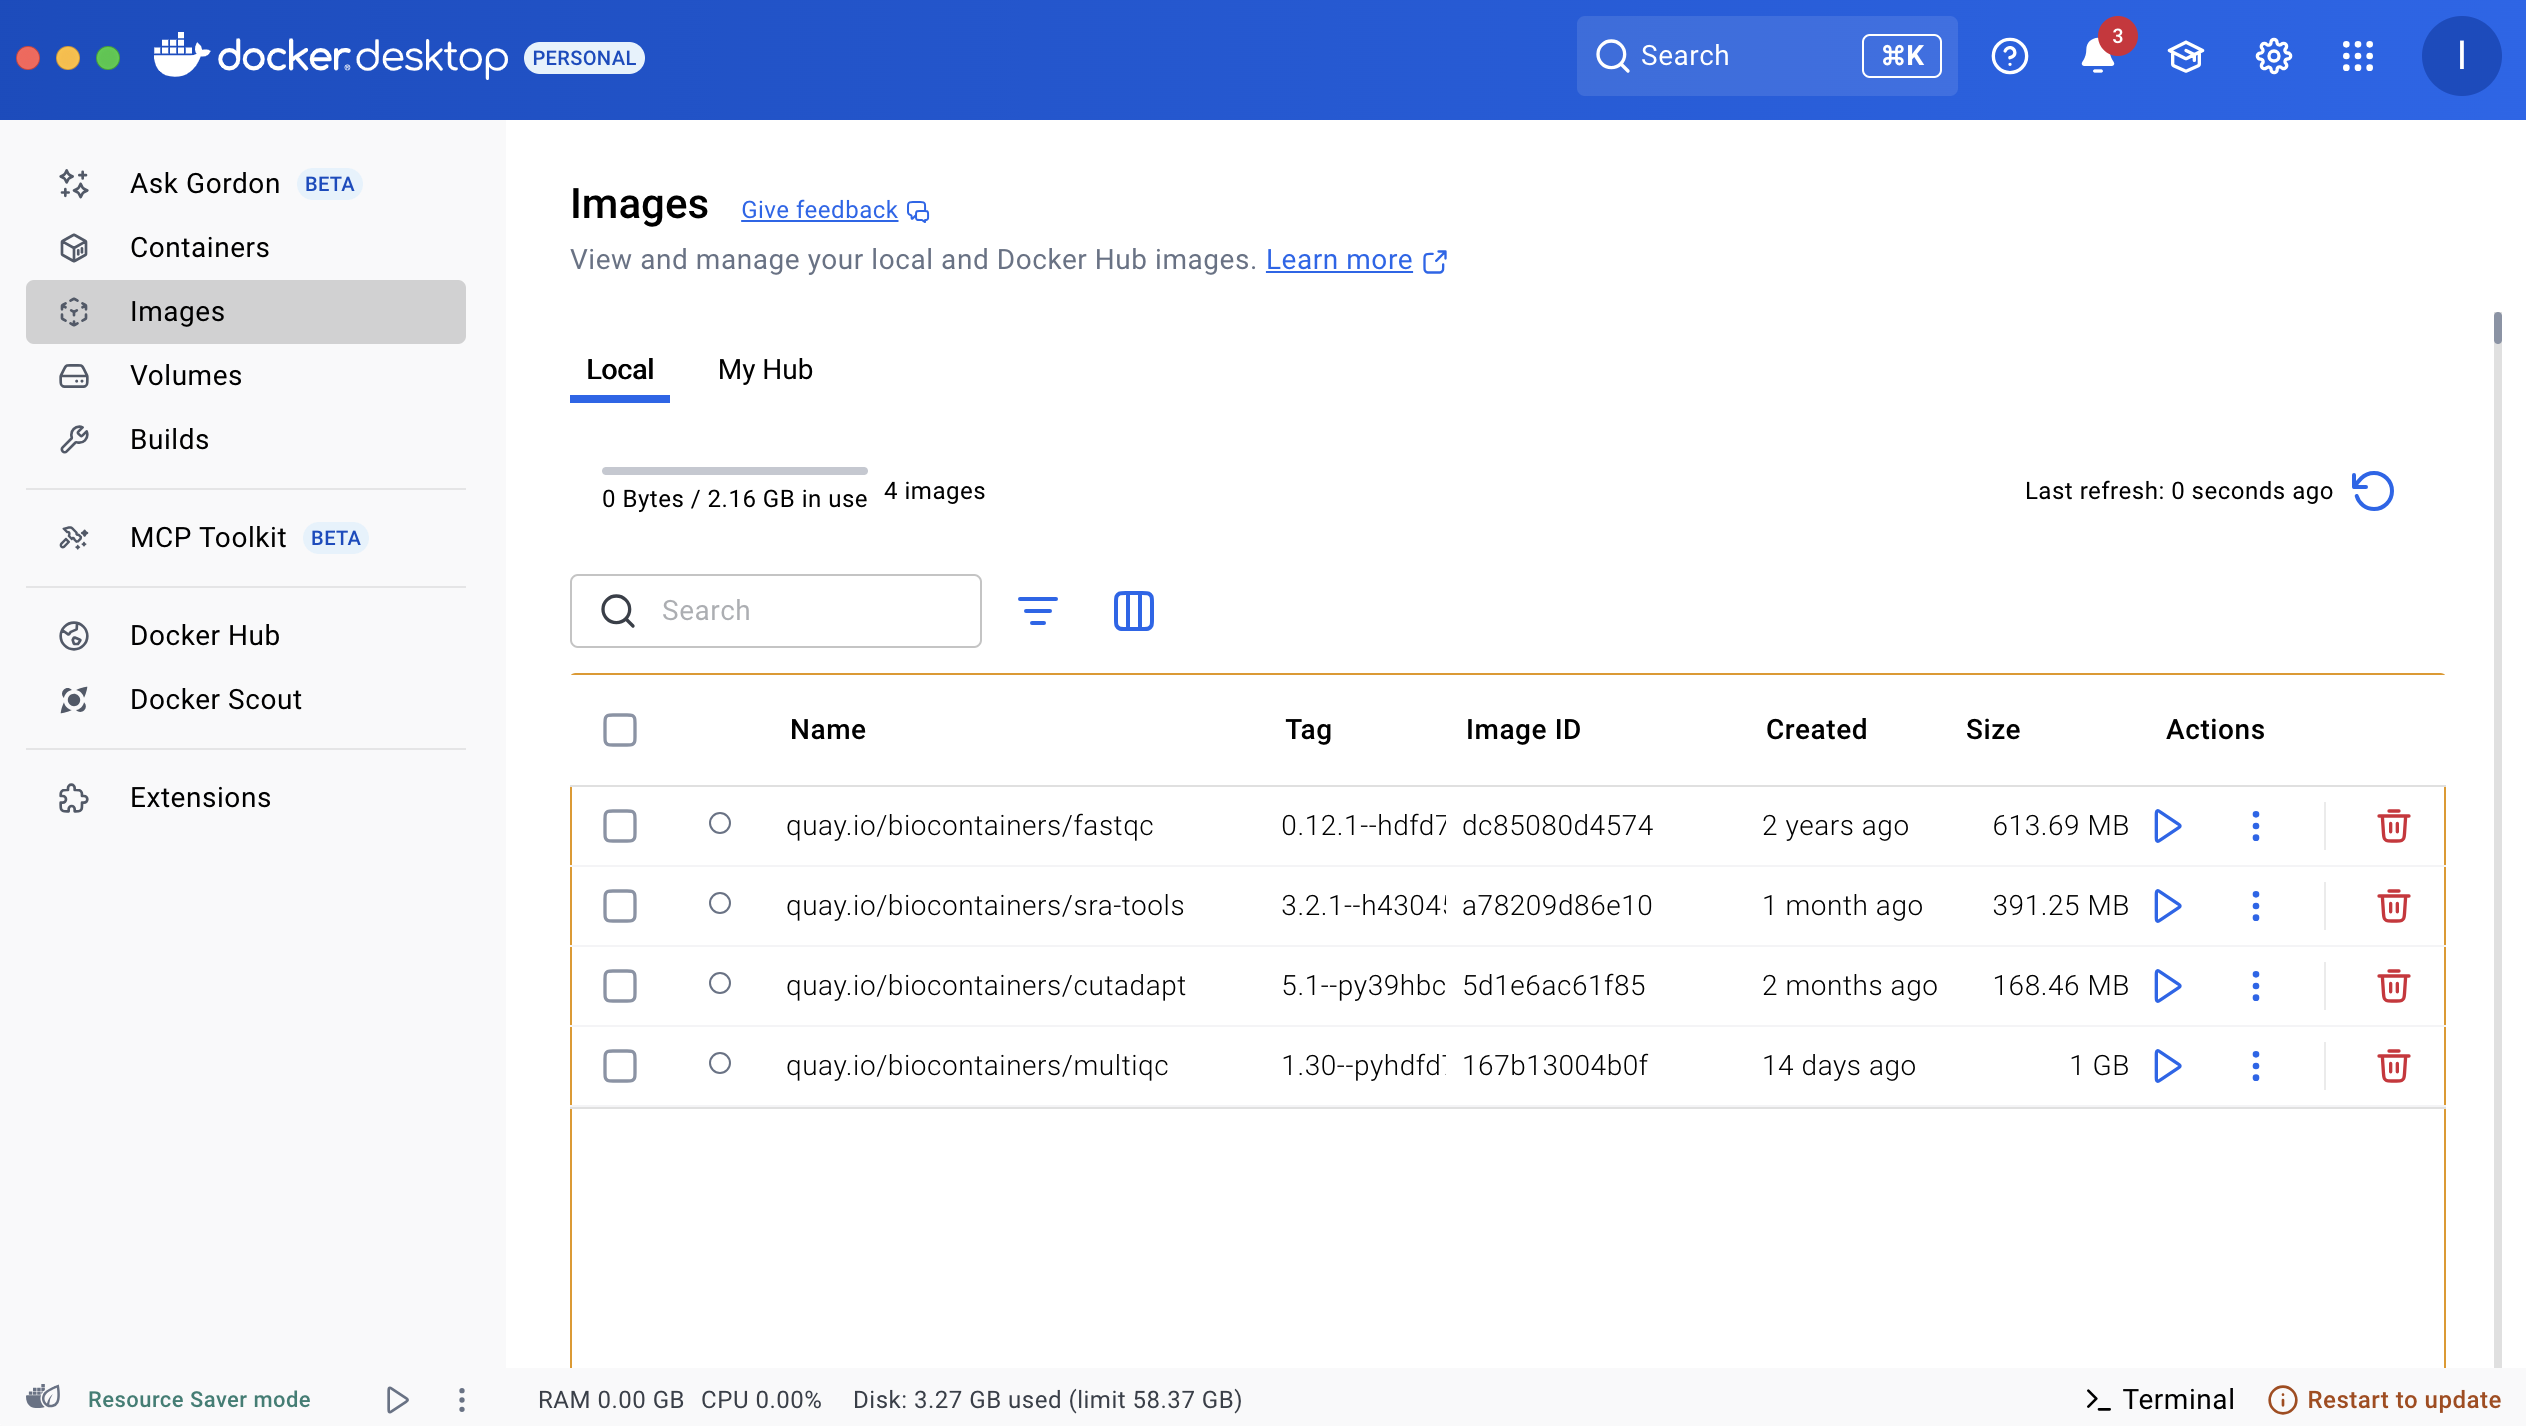 docker desktop PERSONAL
Search ⌘K
3
I
Ask Gordon BETA
Containers
Images
Volumes
Builds
MCP Toolkit BETA
Docker Hub
Docker Scout
Extensions
Images Give feedback
View and manage your local and Docker Hub images. Learn more
Local My Hub
0 Bytes / 2.16 GB in use 4 images
Last refresh: 0 seconds ago
Search
Name Tag Image ID Created Size Actions
quay.io/biocontainers/fastqc 0.12.1--hdfd7 dc85080d4574 2 years ago 613.69 MB
quay.io/biocontainers/sra-tools 3.2.1--h4304 a78209d86e10 1 month ago 391.25 MB
quay.io/biocontainers/cutadapt 5.1--py39hbc 5d1e6ac61f85 2 months ago 168.46 MB
quay.io/biocontainers/multiqc 1.30--pyhdfd 167b13004b0f 14 days ago 1 GB
Resource Saver mode
RAM 0.00 GB CPU 0.00% Disk: 3.27 GB used (limit 58.37 GB)
Terminal Restart to update